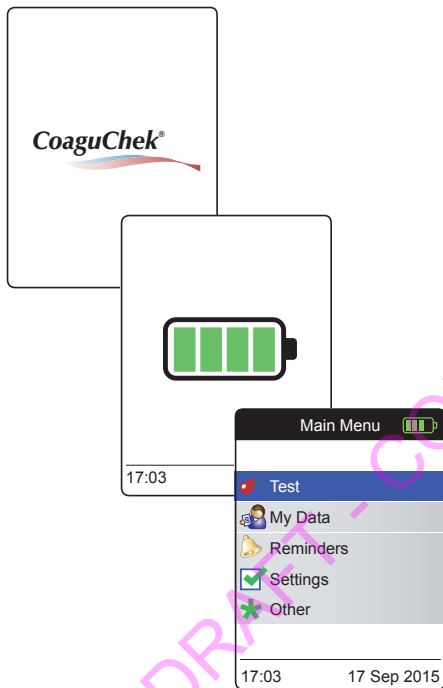 CoaguChek®
17:03
Main Menu
Test
My Data
Reminders
Settings
Other
17:03 17 Sep 2015
DRAFT - CO